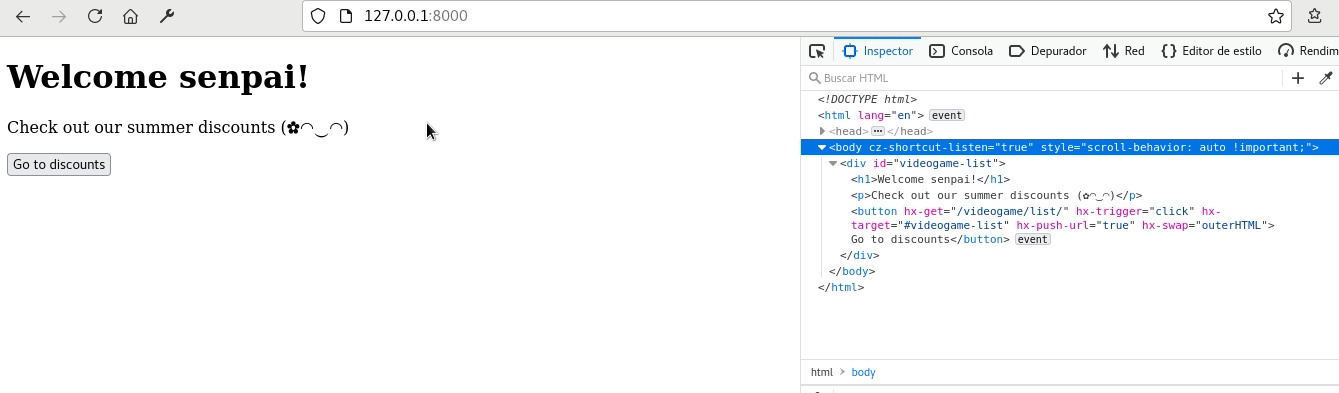 127.0.0.1:8000
Welcome senpai!
Check out our summer discounts (✿◠‿◠)
Go to discounts
Inspector
Consola
Depurador
Red
Editor de estilo
Rendim
Buscar HTML
<!DOCTYPE html>
<html lang="en"> event
<head> ••• </head>
<body cz-shortcut-listen="true" style="scroll-behavior: auto !important;">
<div id="videogame-list">
<h1>Welcome senpai!</h1>
<p>Check out our summer discounts (✿◠‿◠)</p>
<button hx-get="/videogame/list/" hx-trigger="click" hx-
target="#videogame-list" hx-push-url="true" hx-swap="outerHTML">
Go to discounts</button> event
</div>
</body>
</html>
html > body